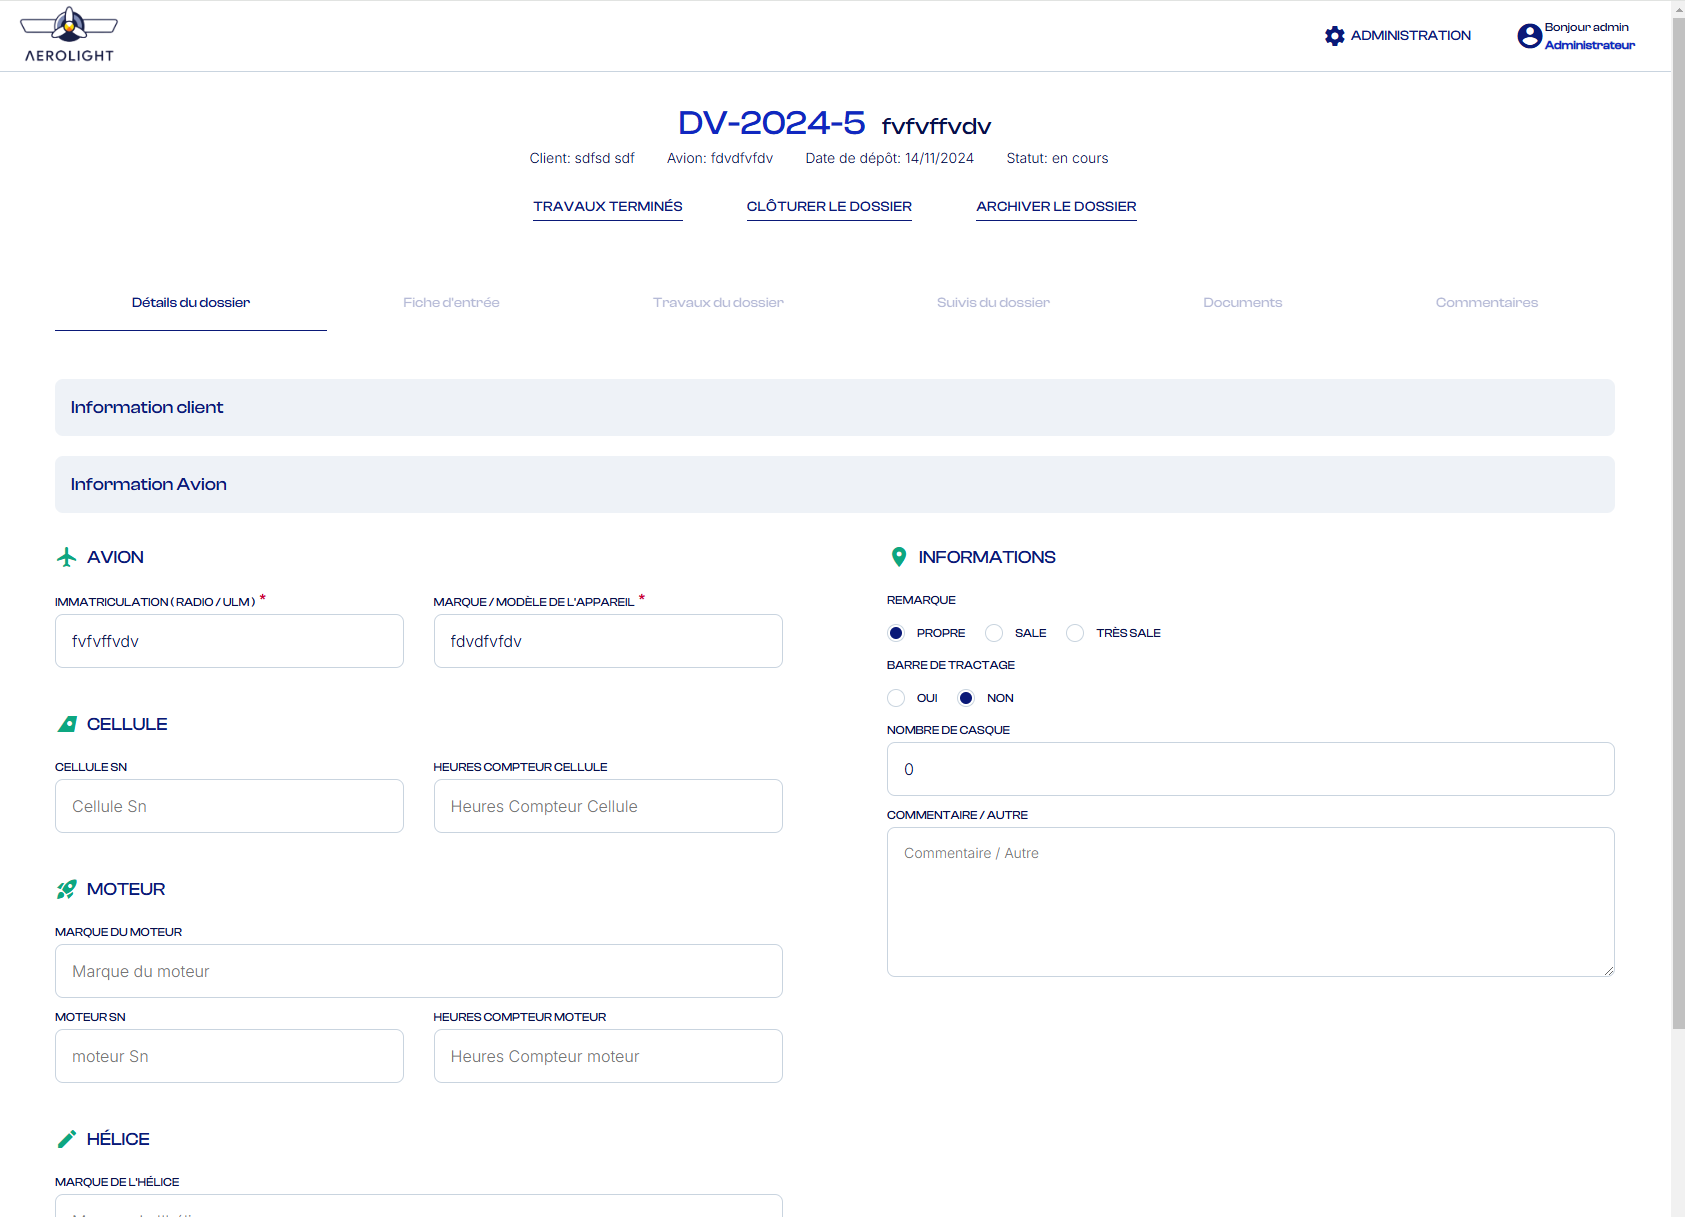 AEROLIGHT
ADMINISTRATION
Bonjour admin
Administrateur
DV-2024-5 fvfvffvdv
Client: sdfsd sdf Avion: fdvdfvfdv Date de dépôt: 14/11/2024 Statut: en cours
TRAVAUX TERMINÉS CLÔTURER LE DOSSIER ARCHIVER LE DOSSIER
Détails du dossier Fiche d'entrée Travaux du dossier Suivis du dossier Documents Commentaires
Information client
Information Avion
AVION
IMMATRICULATION ( RADIO / ULM ) * MARQUE / MODÈLE DE L'APPAREIL *
fvfvffvdv fdvdfvfdv
CELLULE
CELLULE SN HEURES COMPTEUR CELLULE
Cellule Sn Heures Compteur Cellule
MOTEUR
MARQUE DU MOTEUR
Marque du moteur
MOTEUR SN HEURES COMPTEUR MOTEUR
moteur Sn Heures Compteur moteur
HÉLICE
MARQUE DE L'HÉLICE
INFORMATIONS
REMARQUE
PROPRE SALE TRÈS SALE
BARRE DE TRACTAGE
OUI NON
NOMBRE DE CASQUE
0
COMMENTAIRE / AUTRE
Commentaire / Autre